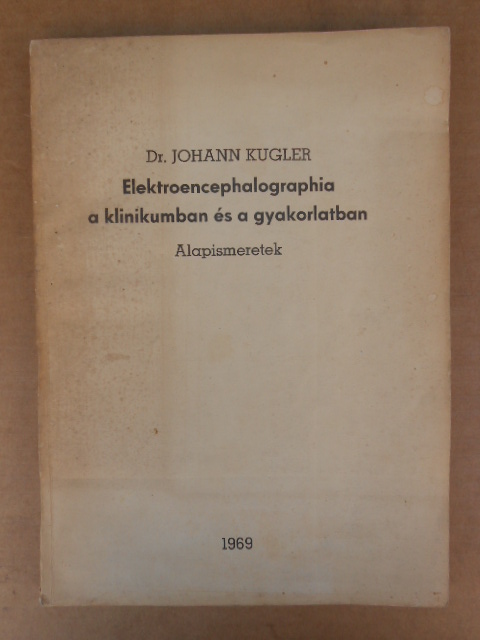 Dr. JOHANN KUGLER
Elektroencephalographia
a klinikumban és a gyakorlatban
Alapismeretek
1969